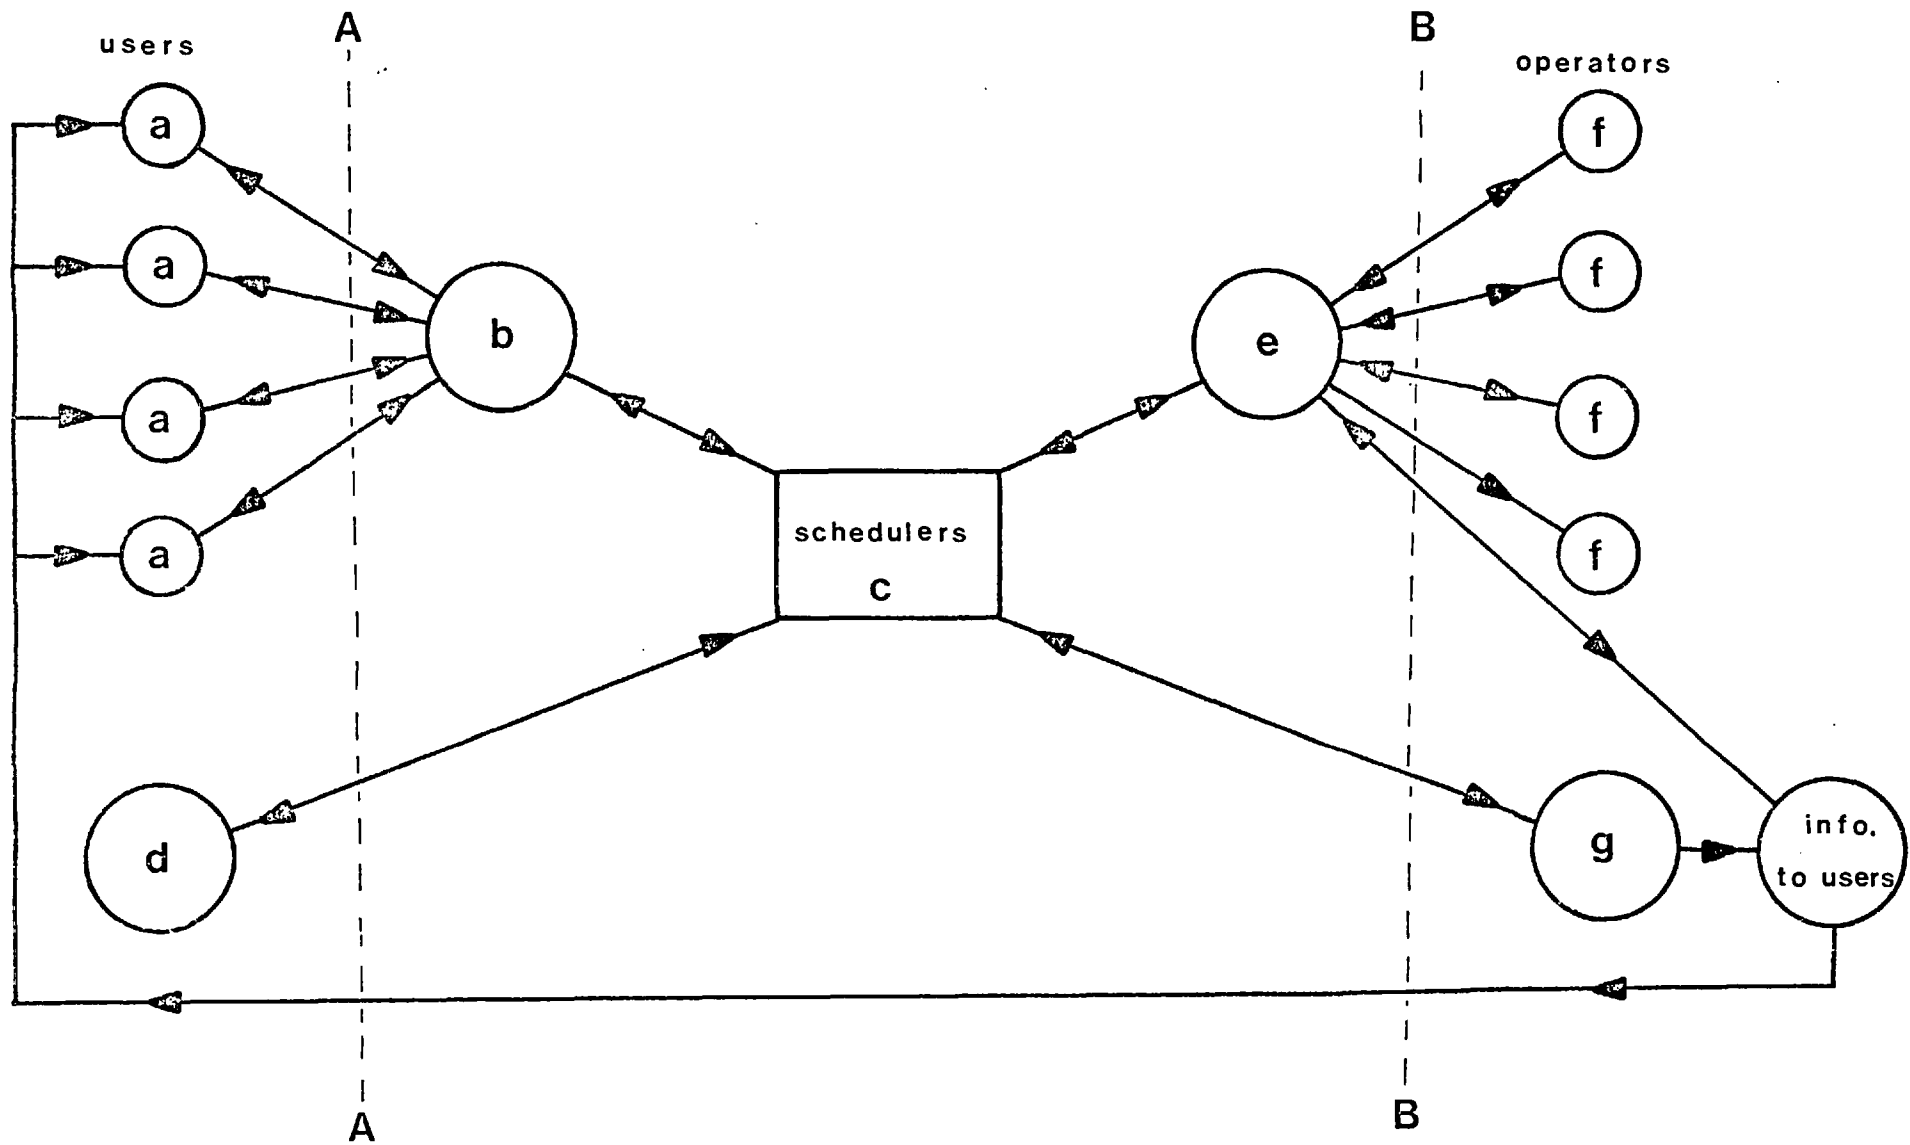 A
B
users
operators
a
f
a
f
b
e
a
f
schedulers
c
a
f
d
g
info.
to users
A
B